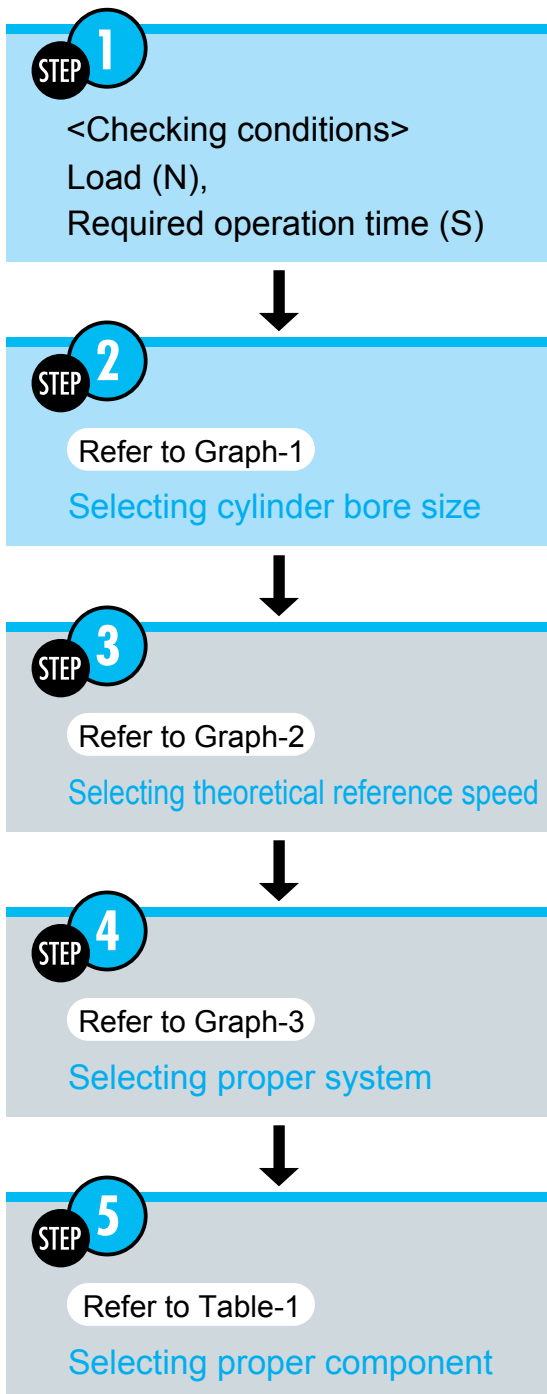 STEP 1
<Checking conditions>
Load (N),
Required operation time (S)
STEP 2
Refer to Graph-1
Selecting cylinder bore size
STEP 3
Refer to Graph-2
Selecting theoretical reference speed
STEP 4
Refer to Graph-3
Selecting proper system
STEP 5
Refer to Table-1
Selecting proper component